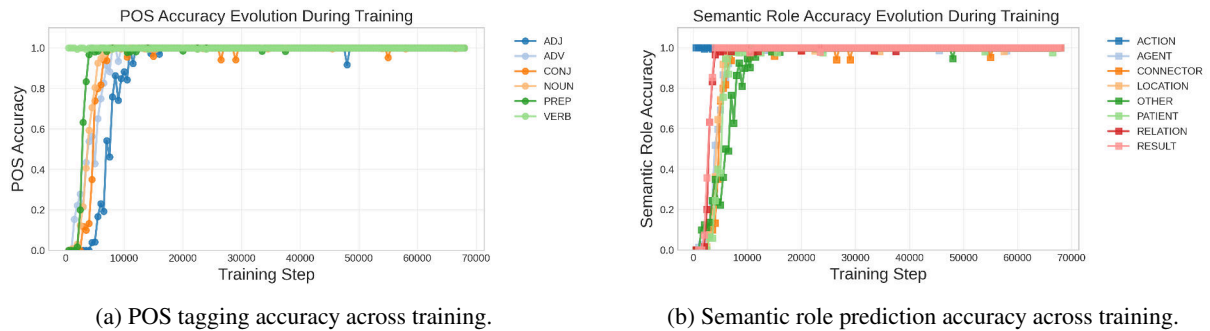 POS Accuracy Evolution During Training
POS Accuracy
1.0
0.8
0.6
0.4
0.2
0.0
0
10000
20000
30000
40000
50000
60000
70000
Training Step
ADJ
ADV
CONJ
NOUN
PREP
VERB
(a) POS tagging accuracy across training.
Semantic Role Accuracy Evolution During Training
Semantic Role Accuracy
1.0
0.8
0.6
0.4
0.2
0.0
0
10000
20000
30000
40000
50000
60000
70000
Training Step
ACTION
AGENT
CONNECTOR
LOCATION
OTHER
PATIENT
RELATION
RESULT
(b) Semantic role prediction accuracy across training.